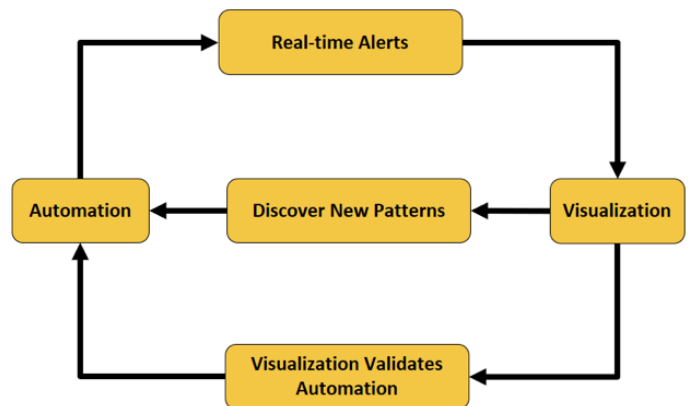 Real-time Alerts
Automation
Discover New Patterns
Visualization
Visualization Validates
Automation